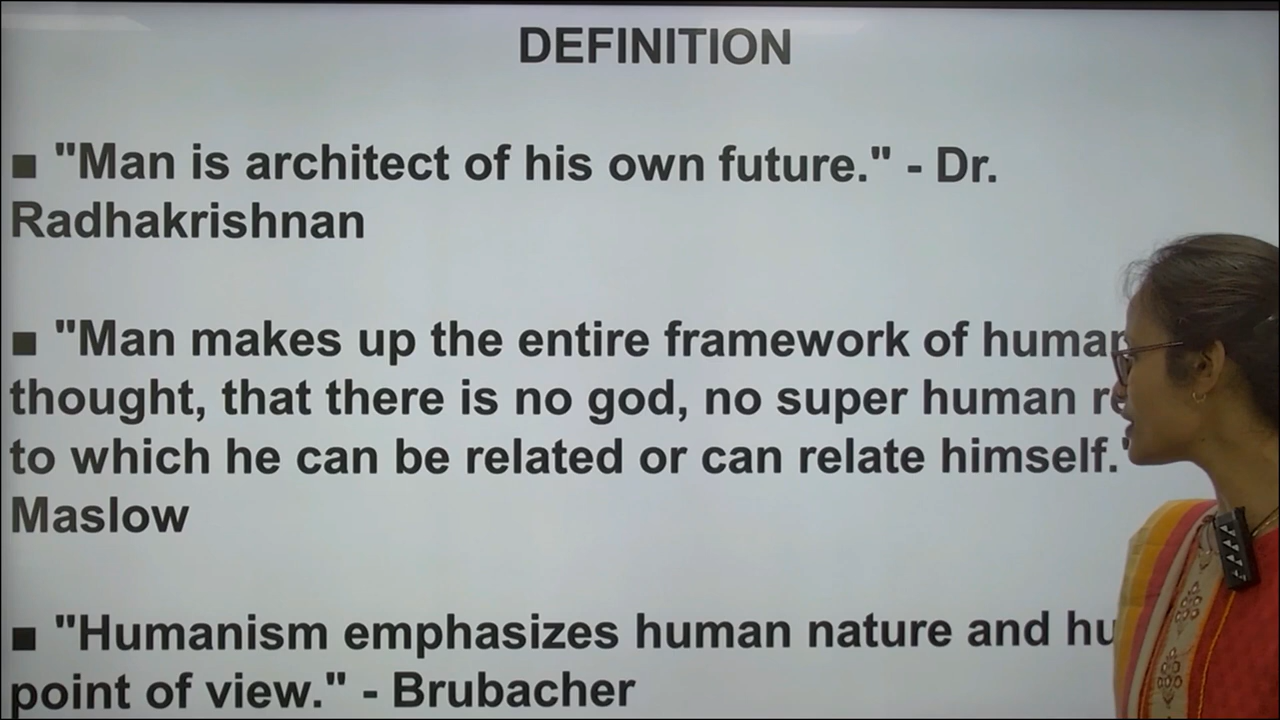 DEFINITION
■ "Man is architect of his own future." - Dr.
Radhakrishnan
■ "Man makes up the entire framework of
thought, that there is no god, no super human
to which he can be related or can relate himself.
Maslow
■ "Humanism emphasizes human nature and
point of view." - Brubacher